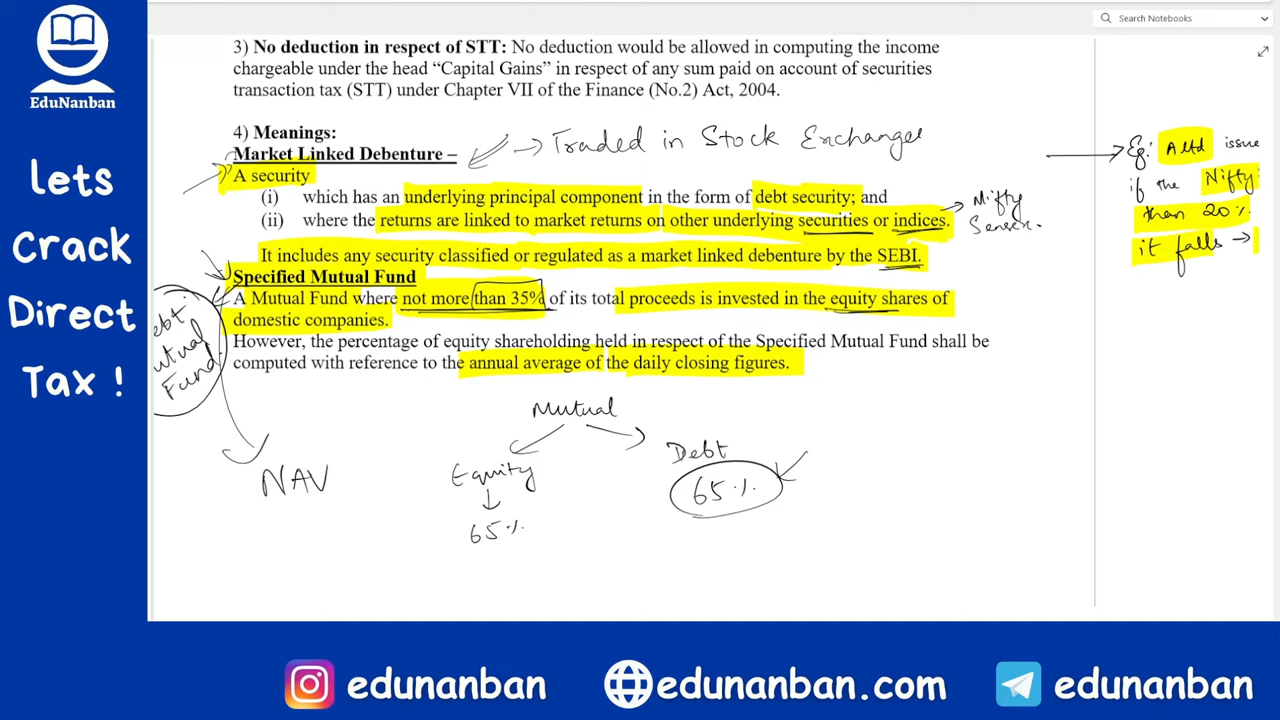 EduNanban
Lets
Crack
Direct
Tax !
Search Notebooks
3) No deduction in respect of STT: No deduction would be allowed in computing the income
chargeable under the head “Capital Gains” in respect of any sum paid on account of securities
transaction tax (STT) under Chapter VII of the Finance (No.2) Act, 2004.
4) Meanings:
→ Traded in Stock Exchanges
Market Linked Debenture –
A security
(i) which has an underlying principal component in the form of debt security; and
(ii) where the returns are linked to market returns on other underlying securities or indices.
→ Nifty
Sensex.
It includes any security classified or regulated as a market linked debenture by the SEBI.
Specified Mutual Fund
A Mutual Fund where not more than 35% of its total proceeds is invested in the equity shares of
domestic companies.
However, the percentage of equity shareholding held in respect of the Specified Mutual Fund shall be
computed with reference to the annual average of the daily closing figures.
Eg: A ltd issue
if the Nifty
than 20%
it falls →
ebt
utual
Fund
NAV
Mutual
Equity
65%
Debt
65%
edunanban
edunanban.com
edunanban